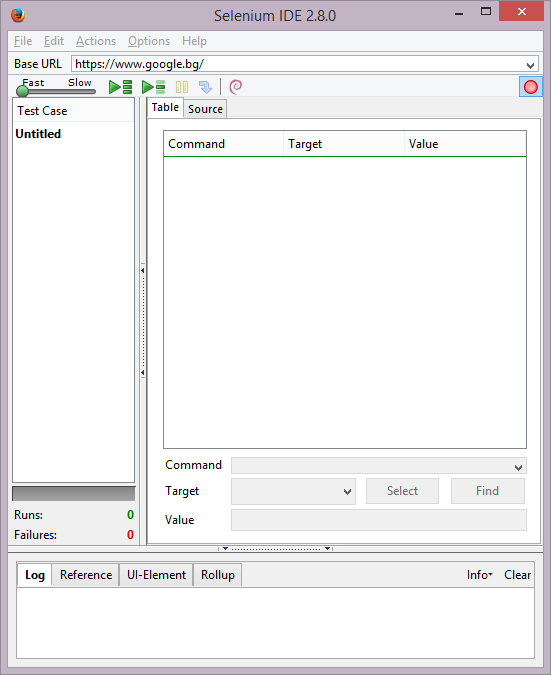 Selenium IDE 2.8.0
File Edit Actions Options Help
Base URL https://www.google.bg/
Fast Slow
Test Case
Untitled
Table Source
Command Target Value
Command
Target Select Find
Value
Runs: 0
Failures: 0
Log Reference UI-Element Rollup Info Clear